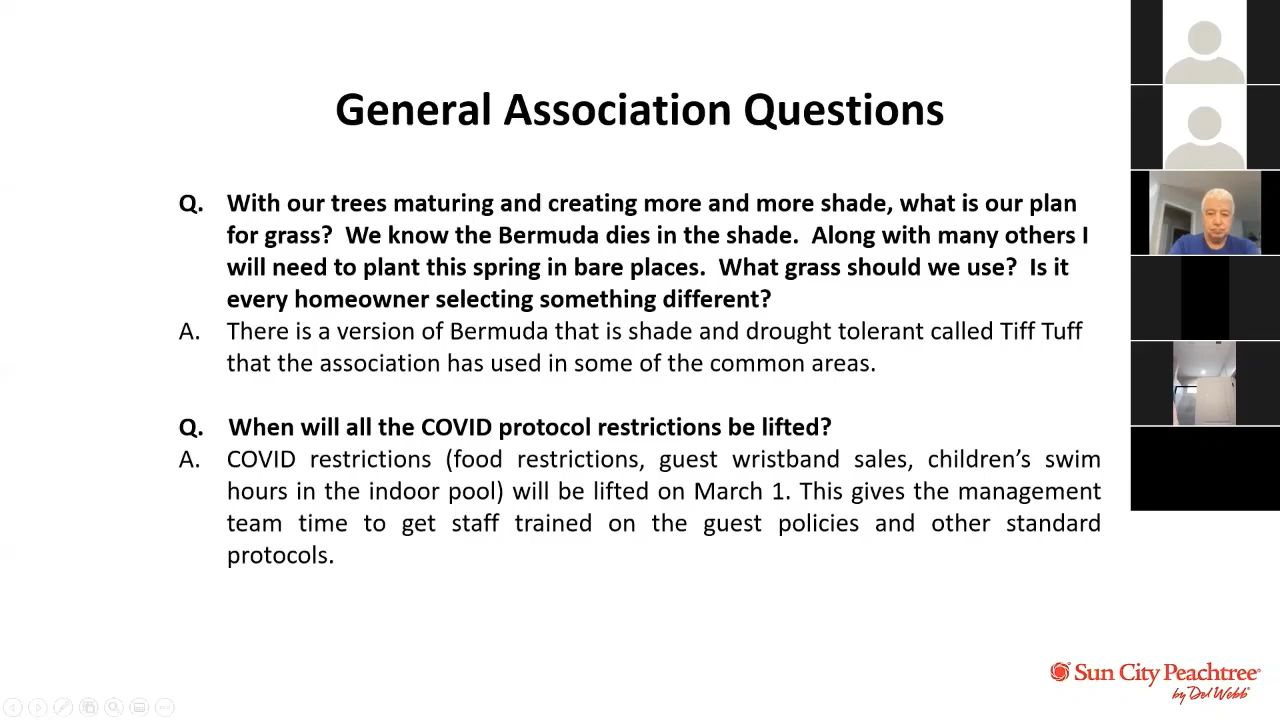 General Association Questions
Q. With our trees maturing and creating more and more shade, what is our plan
for grass? We know the Bermuda dies in the shade. Along with many others I
will need to plant this spring in bare places. What grass should we use? Is it
every homeowner selecting something different?
A. There is a version of Bermuda that is shade and drought tolerant called Tiff Tuff
that the association has used in some of the common areas.
Q. When will all the COVID protocol restrictions be lifted?
A. COVID restrictions (food restrictions, guest wristband sales, children’s swim
hours in the indoor pool) will be lifted on March 1. This gives the management
team time to get staff trained on the guest policies and other standard
protocols.
Sun City Peachtree
by Del Webb